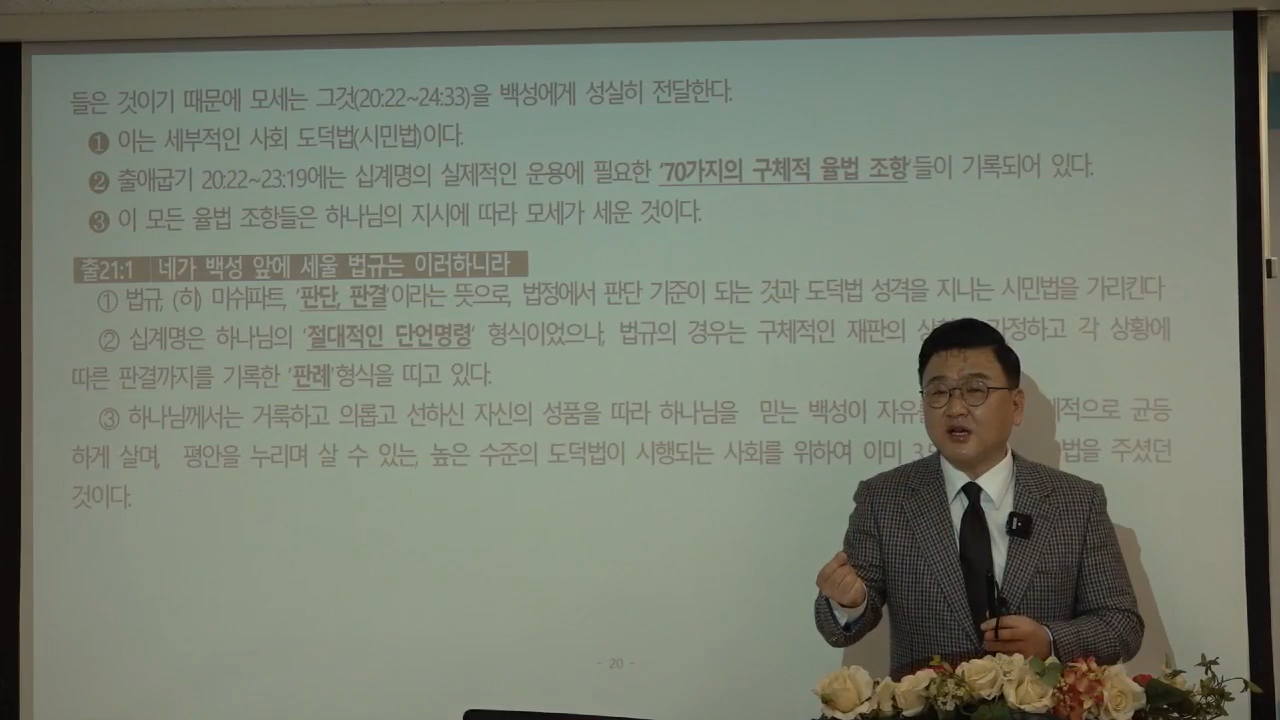 들은 것이기 때문에 모세는 그것(20:22~24:33)을 백성에게 성실히 전달한다.
❶ 이는 세부적인 사회 도덕법(시민법)이다.
❷ 출애굽기 20:22~23:19에는 십계명의 실제적인 운용에 필요한 '70가지의 구체적 율법 조항'들이 기록되어 있다.
❸ 이 모든 율법 조항들은 하나님의 지시에 따라 모세가 세운 것이다.
출21:1 네가 백성 앞에 세울 법규는 이러하니라
① 법규, (히) 미쉬파트, '판단, 판결'이라는 뜻으로, 법정에서 판단 기준이 되는 것과 도덕법 성격을 지니는 시민법을 가리킨다
② 십계명은 하나님의 '절대적인 단언명령' 형식이었으나, 법규의 경우는 구체적인 재판의 가정하고 각 상황에
따른 판결까지를 기록한 '판례'형식을 띠고 있다.
③ 하나님께서는 거룩하고 의롭고 선하신 자신의 성품을 따라 하나님을 믿는 백성이 균등
하게 살며, 평안을 누리며 살 수 있는, 높은 수준의 도덕법이 시행되는 사회를 위하여 이미 주셨던
것이다.
- 20 -